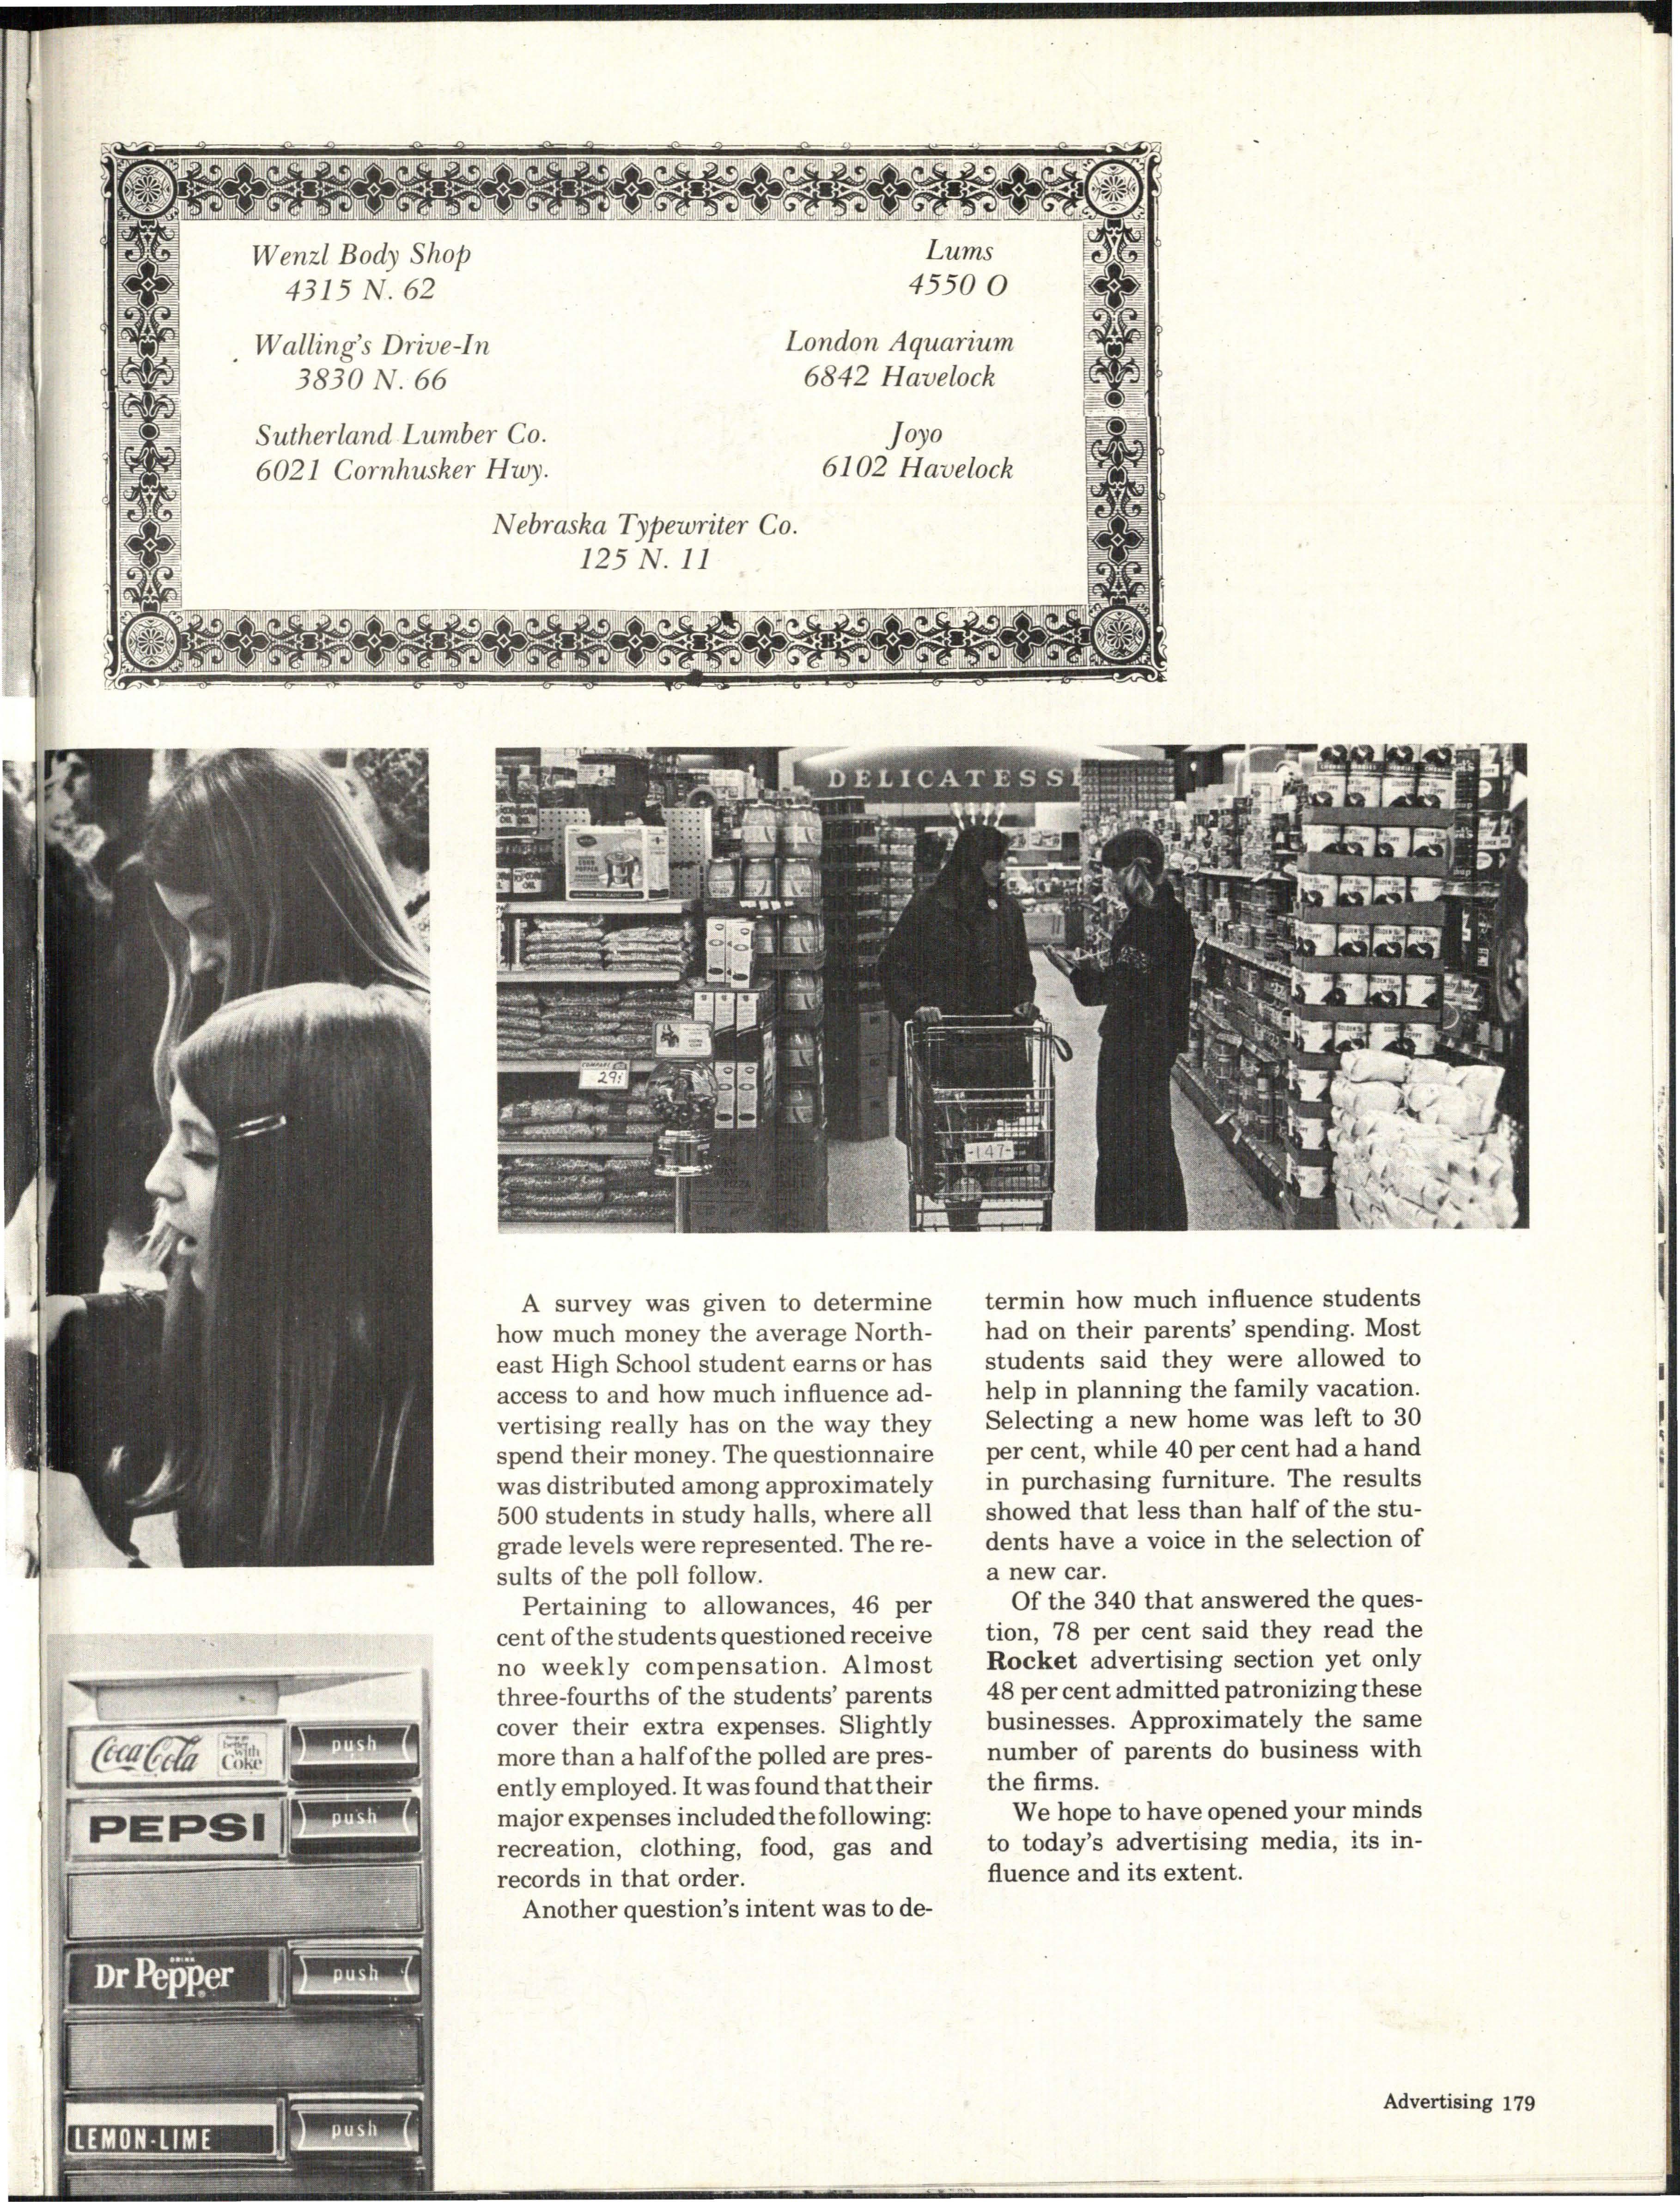 Wenzl Body Shop
4315 N. 62
Walling's Drive-In
3830 N. 66
Sutherland Lumber Co.
6021 Cornhusker Hwy.
Lums
4550 O
London Aquarium
6842 Havelock
Joyo
6102 Havelock
Nebraska Typewriter Co.
125 N. 11
DELICATESSE
CORN
POPPER
COMPARE
29¢
-147-
A survey was given to determine
how much money the average North-
east High School student earns or has
access to and how much influence ad-
vertising really has on the way they
spend their money. The questionnaire
was distributed among approximately
500 students in study halls, where all
grade levels were represented. The re-
sults of the poll follow.
Pertaining to allowances, 46 per
cent of the students questioned receive
no weekly compensation. Almost
three-fourths of the students' parents
cover their extra expenses. Slightly
more than a half of the polled are pres-
ently employed. It was found that their
major expenses included the following:
recreation, clothing, food, gas and
records in that order.
Another question's intent was to de-
termin how much influence students
had on their parents' spending. Most
students said they were allowed to
help in planning the family vacation.
Selecting a new home was left to 30
per cent, while 40 per cent had a hand
in purchasing furniture. The results
showed that less than half of the stu-
dents have a voice in the selection of
a new car.
Of the 340 that answered the ques-
tion, 78 per cent said they read the
Rocket advertising section yet only
48 per cent admitted patronizing these
businesses. Approximately the same
number of parents do business with
the firms.
We hope to have opened your minds
to today's advertising media, its in-
fluence and its extent.
Coca-Cola
better
with
Coke
push
PEPSI
push
DRINK
Dr Pepper
push
LEMON-LIME
push
Advertising 179